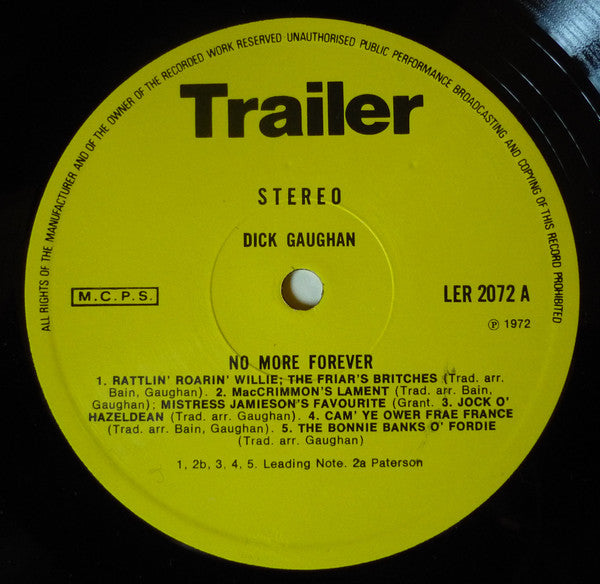 ALL RIGHTS OF THE MANUFACTURER AND OF THE OWNER OF THE RECORDED WORK RESERVED UNAUTHORISED PUBLIC PERFORMANCE BROADCASTING AND COPYING OF THIS RECORD PROHIBITED
Trailer
STEREO
DICK GAUGHAN
M.C.P.S.
LER 2072 A
℗ 1972
NO MORE FOREVER
1. RATTLIN' ROARIN' WILLIE; THE FRIAR'S BRITCHES (Trad. arr.
Bain, Gaughan). 2. MacCRIMMON'S LAMENT (Trad. arr. Bain,
Gaughan); MISTRESS JAMIESON'S FAVOURITE (Grant. 3. JOCK O'
HAZELDEAN (Trad. arr. Gaughan). 4. CAM' YE OWER FRAE FRANCE
(Trad. arr. Bain, Gaughan). 5. THE BONNIE BANKS O' FORDIE
(Trad. arr. Gaughan)
1, 2b, 3, 4, 5. Leading Note. 2a Paterson